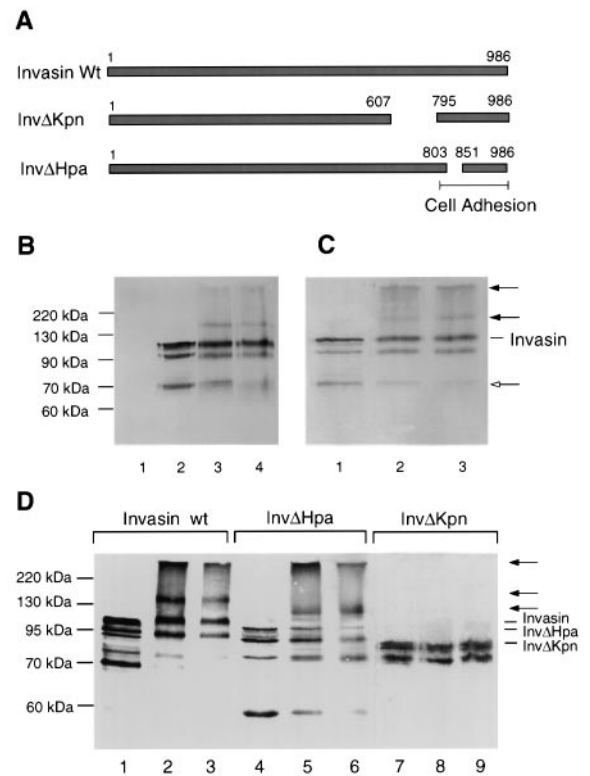 A
1 986
Invasin Wt
1 607 795 986
InvΔKpn
1 803 851 986
InvΔHpa
Cell Adhesion
B C
220 kDa
130 kDa
90 kDa
70 kDa
60 kDa
Invasin
1 2 3 4 1 2 3
D
Invasin wt InvΔHpa InvΔKpn
220 kDa
130 kDa
95 kDa
70 kDa
60 kDa
Invasin
InvΔHpa
InvΔKpn
1 2 3 4 5 6 7 8 9